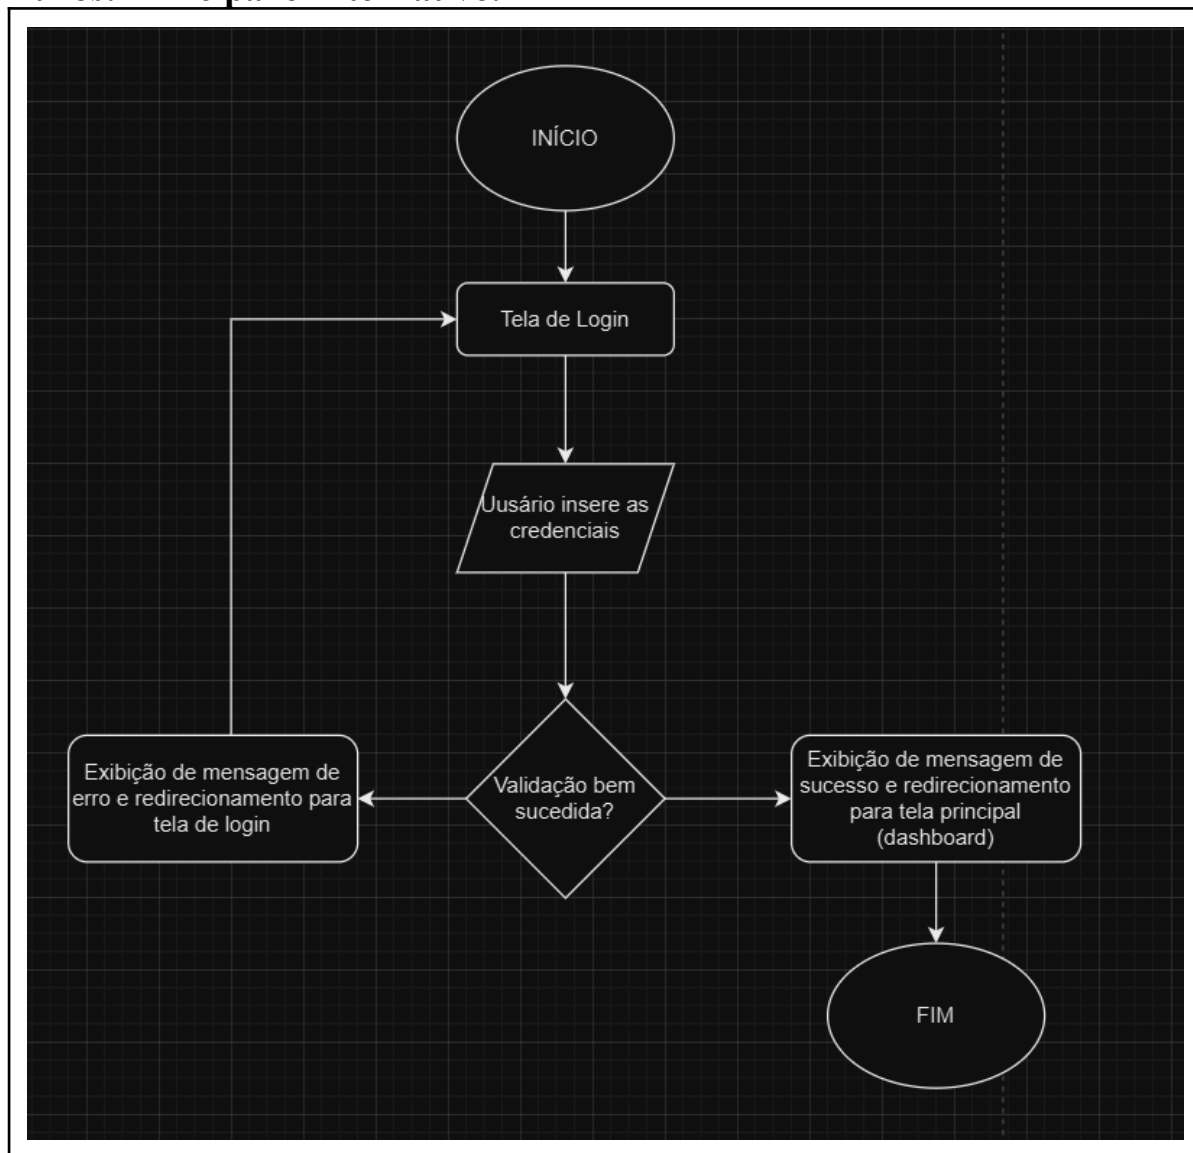 INÍCIO
Tela de Login
Uusário insere as
credenciais
Validação bem
sucedida?
Exibição de mensagem de
erro e redirecionamento para
tela de login
Exibição de mensagem de
sucesso e redirecionamento
para tela principal
(dashboard)
FIM